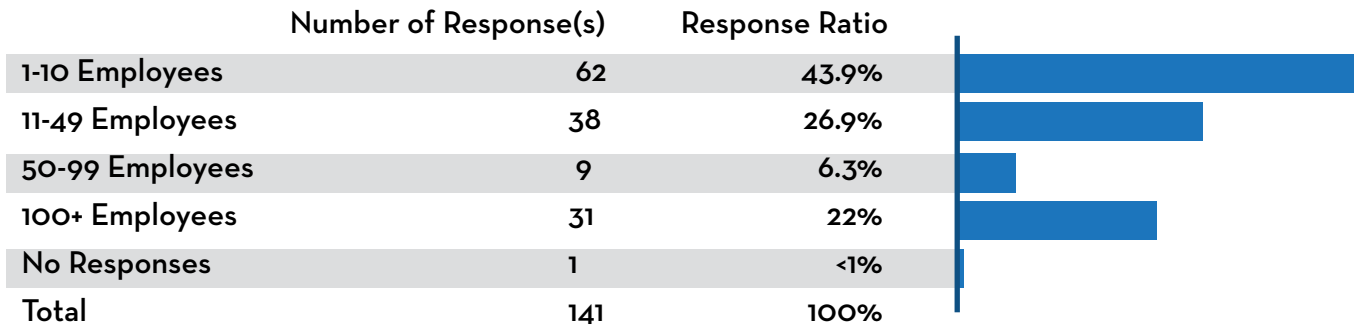 Number of Response(s) Response Ratio
1-10 Employees 62 43.9%
11-49 Employees 38 26.9%
50-99 Employees 9 6.3%
100+ Employees 31 22%
No Responses 1 <1%
Total 141 100%